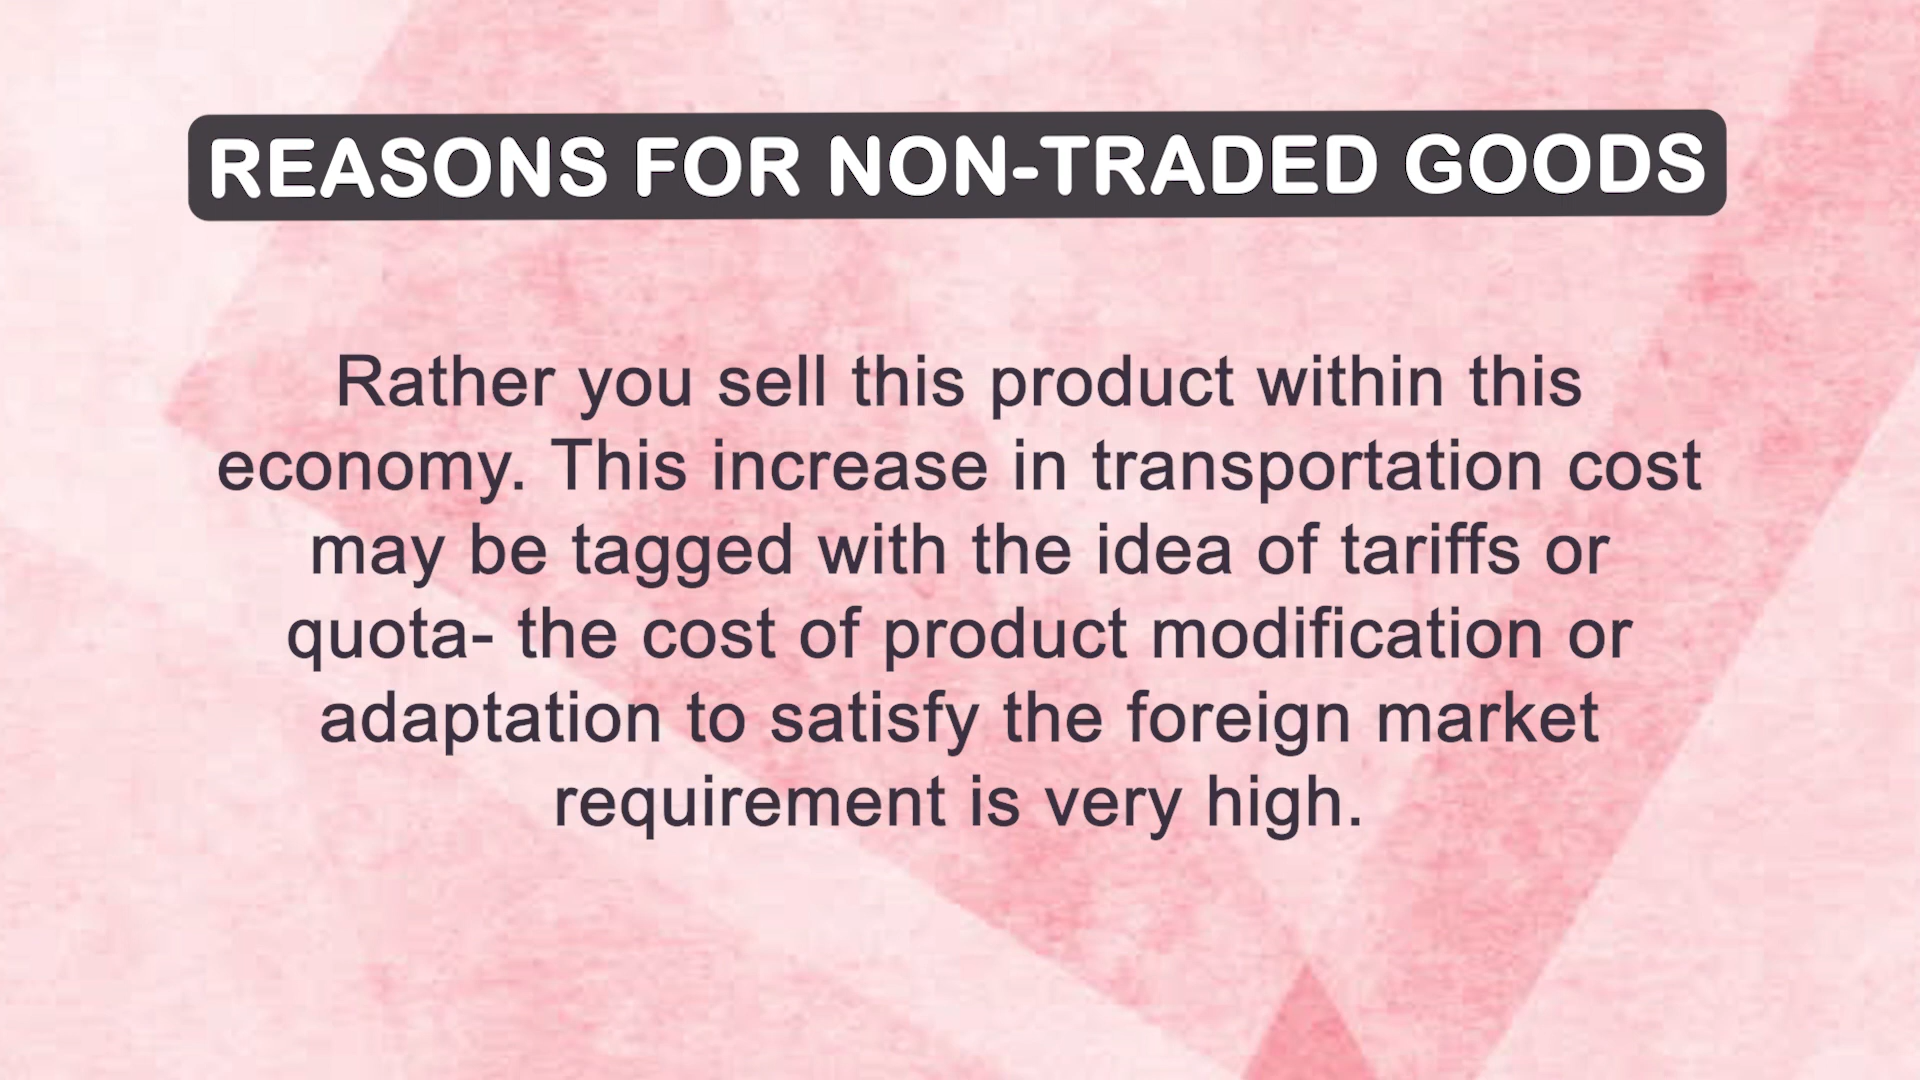 REASONS FOR NON-TRADED GOODS
Rather you sell this product within this
economy. This increase in transportation cost
may be tagged with the idea of tariffs or
quota- the cost of product modification or
adaptation to satisfy the foreign market
requirement is very high.